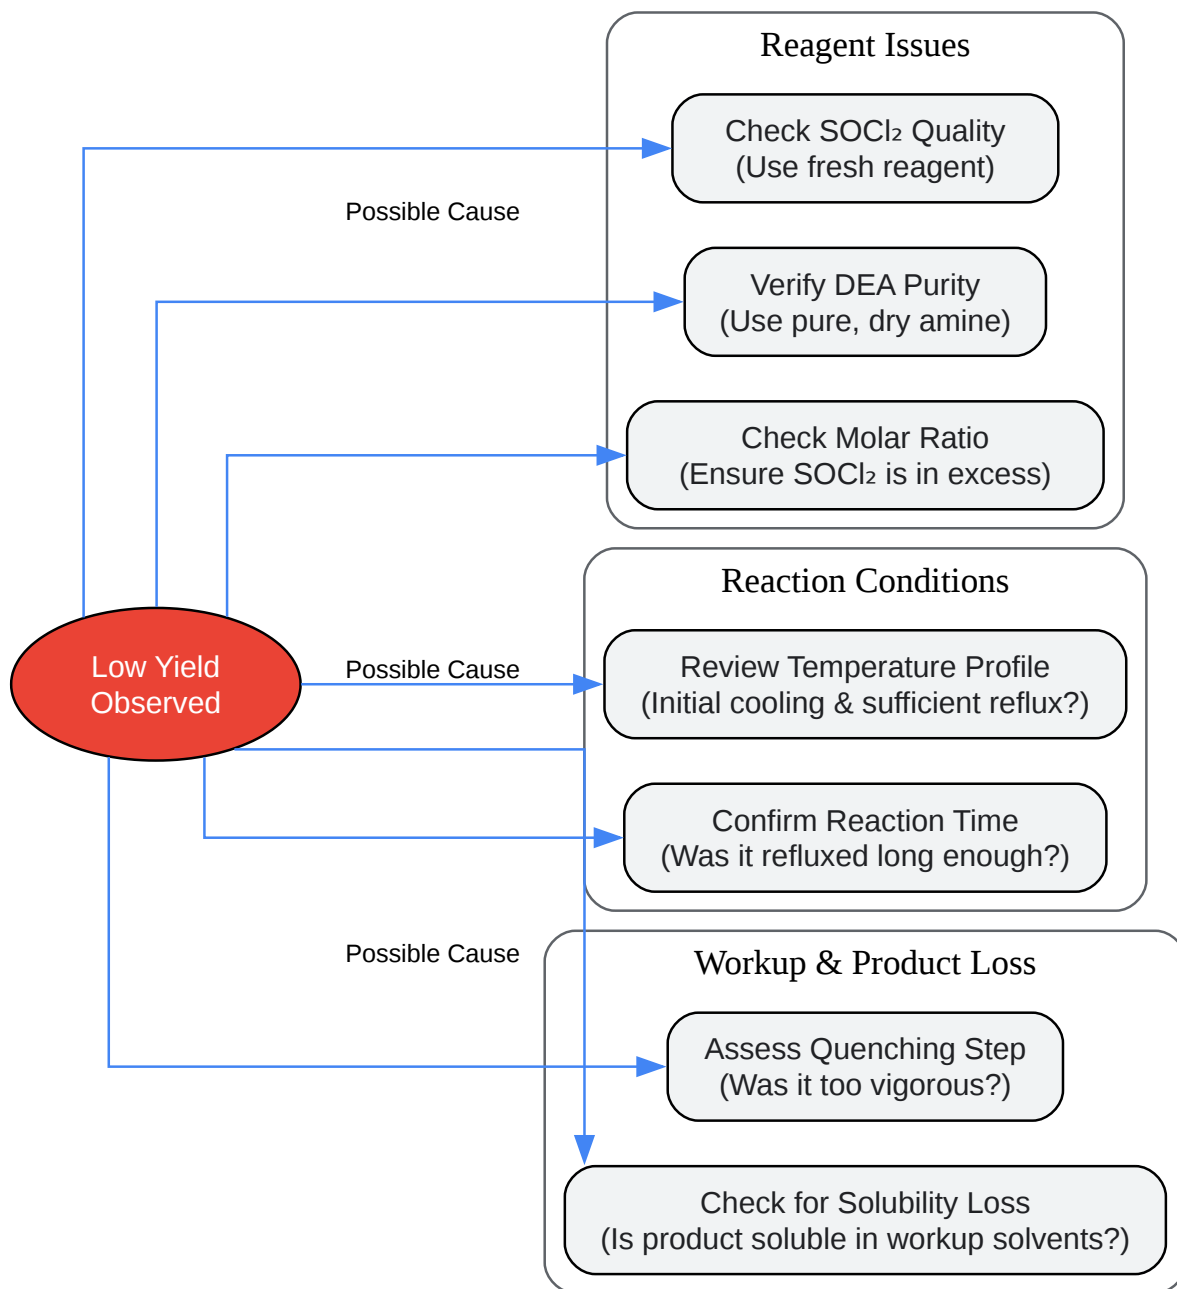 Reagent Issues
Check SOCl₂ Quality
(Use fresh reagent)
Possible Cause
Verify DEA Purity
(Use pure, dry amine)
Check Molar Ratio
(Ensure SOCl₂ is in excess)
Reaction Conditions
Low Yield
Observed
Possible Cause
Review Temperature Profile
(Initial cooling & sufficient reflux?)
Confirm Reaction Time
(Was it refluxed long enough?)
Possible Cause
Workup & Product Loss
Assess Quenching Step
(Was it too vigorous?)
Check for Solubility Loss
(Is product soluble in workup solvents?)